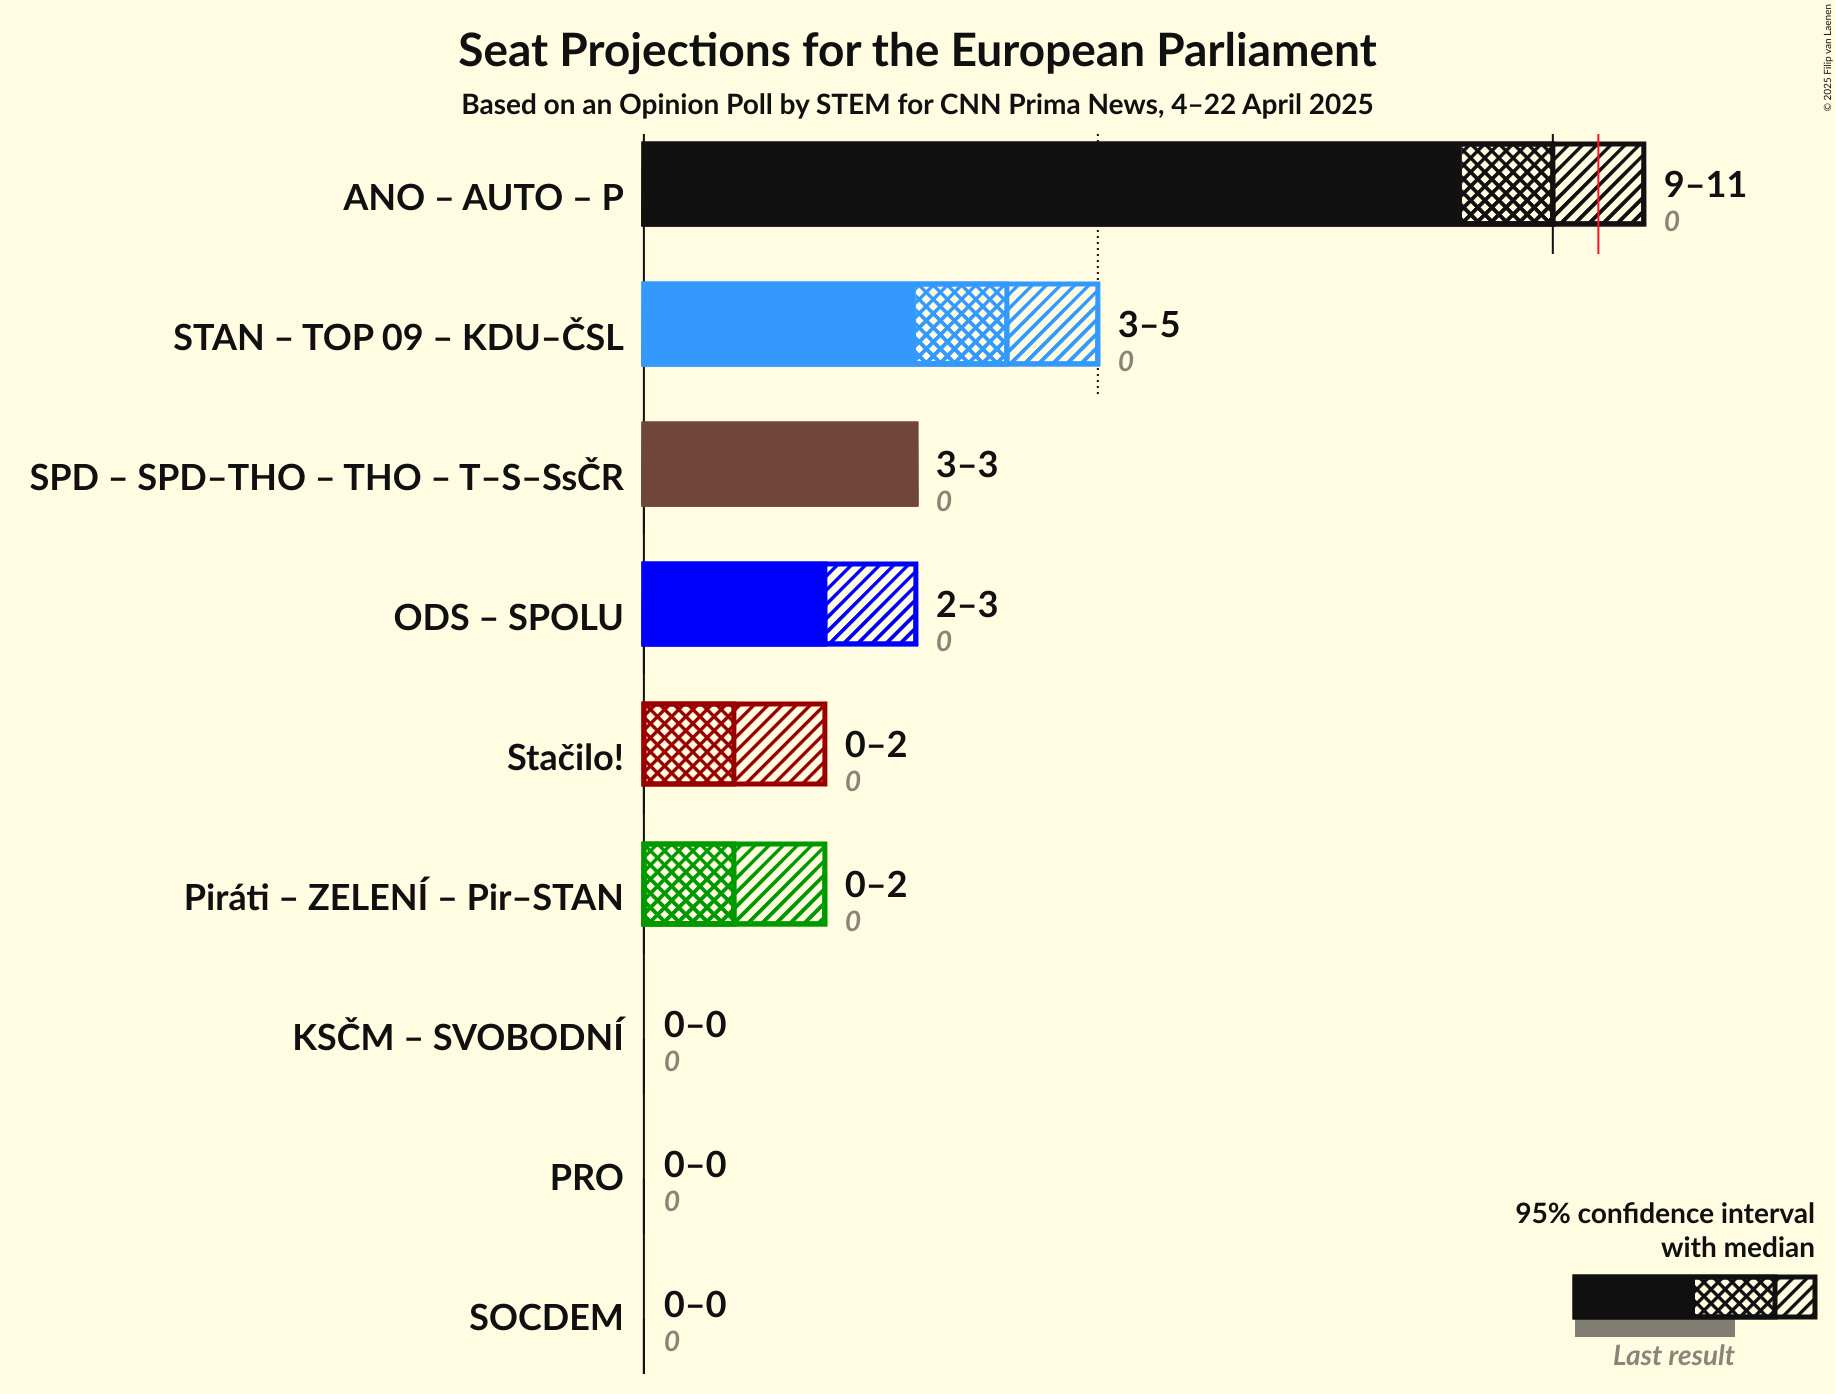 Seat Projections for the European Parliament
Based on an Opinion Poll by STEM for CNN Prima News, 4–22 April 2025
© 2025 Filip van Laenen
ANO – AUTO – P
9–11
0
STAN – TOP 09 – KDU–ČSL
3–5
0
SPD – SPD–THO – THO – T–S–SsČR
3–3
0
ODS – SPOLU
2–3
0
Stačilo!
0–2
0
Piráti – ZELENÍ – Pir–STAN
0–2
0
KSČM – SVOBODNÍ
0–0
0
PRO
0–0
0
SOCDEM
0–0
0
95% confidence interval
with median
Last result